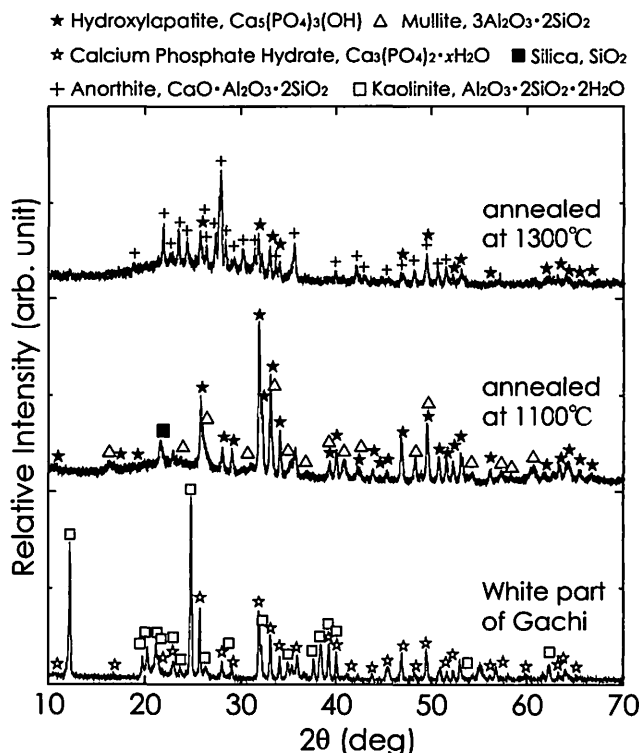 ★ Hydroxylapatite, Ca₅(PO₄)₃(OH) △ Mullite, 3Al₂O₃•2SiO₂
☆ Calcium Phosphate Hydrate, Ca₃(PO₄)₂•xH₂O ■ Silica, SiO₂
+ Anorthite, CaO•Al₂O₃•2SiO₂ □ Kaolinite, Al₂O₃•2SiO₂•2H₂O
Relative Intensity (arb. unit)
annealed
at 1300℃
annealed
at 1100℃
White part
of Gachi
10 20 30 40 50 60 70
2θ (deg)